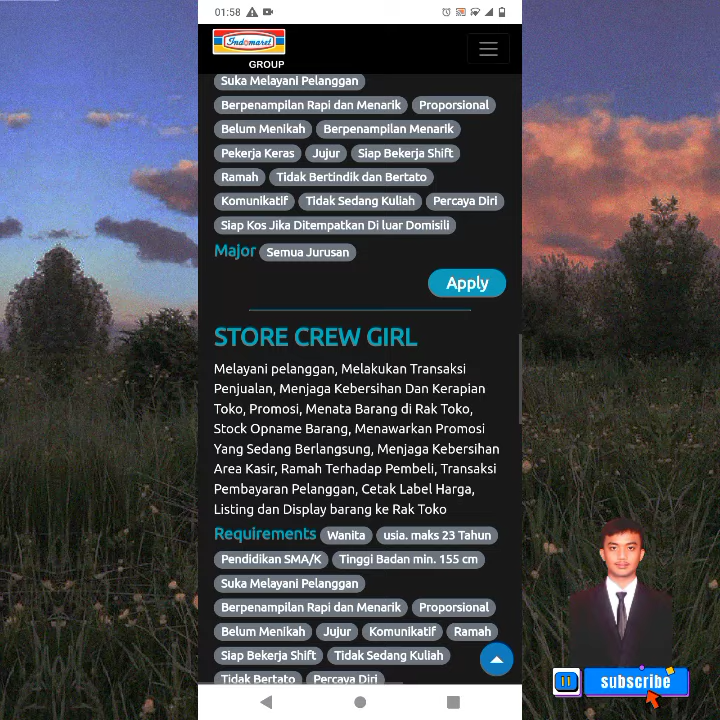 01:58
Indomaret
GROUP
Suka Melayani Pelanggan
Berpenampilan Rapi dan Menarik Proporsional
Belum Menikah Berpenampilan Menarik
Pekerja Keras Jujur Siap Bekerja Shift
Ramah Tidak Bertindik dan Bertato
Komunikatif Tidak Sedang Kuliah Percaya Diri
Siap Kos Jika Ditempatkan Di luar Domisili
Major Semua Jurusan
Apply
STORE CREW GIRL
Melayani pelanggan, Melakukan Transaksi
Penjualan, Menjaga Kebersihan Dan Kerapian
Toko, Promosi, Menata Barang di Rak Toko,
Stock Opname Barang, Menawarkan Promosi
Yang Sedang Berlangsung, Menjaga Kebersihan
Area Kasir, Ramah Terhadap Pembeli, Transaksi
Pembayaran Pelanggan, Cetak Label Harga,
Listing dan Display barang ke Rak Toko
Requirements Wanita usia. maks 23 Tahun
Pendidikan SMA/K Tinggi Badan min. 155 cm
Suka Melayani Pelanggan
Berpenampilan Rapi dan Menarik Proporsional
Belum Menikah Jujur Komunikatif Ramah
Siap Bekerja Shift Tidak Sedang Kuliah
Tidak Bertato Percaya Diri
subscribe